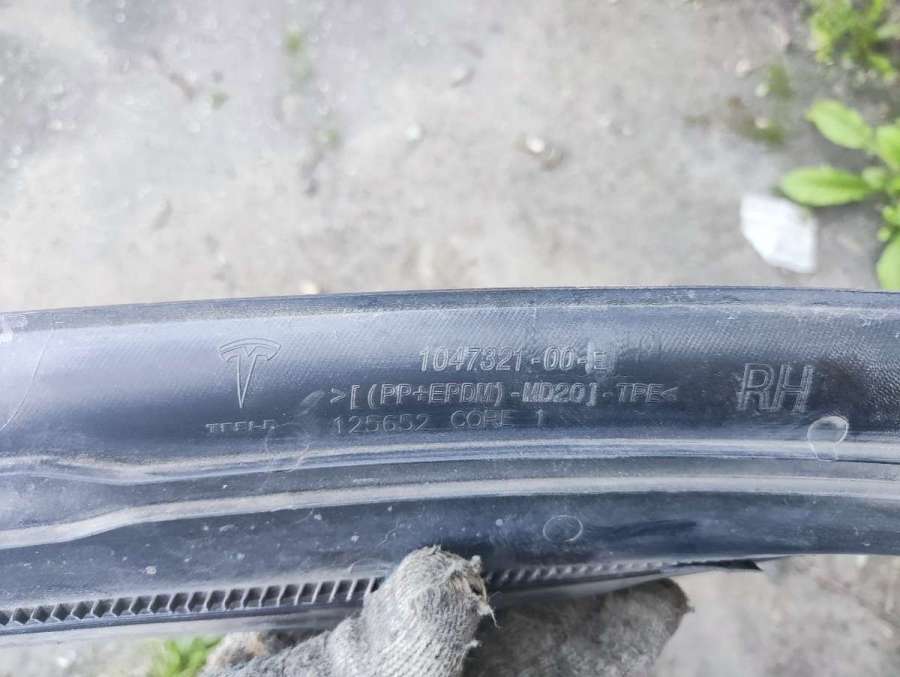 1047321-00-E
>[(PP+EPDM)-MD20]-TPE<
125652 CORE 1
RH
TESLA